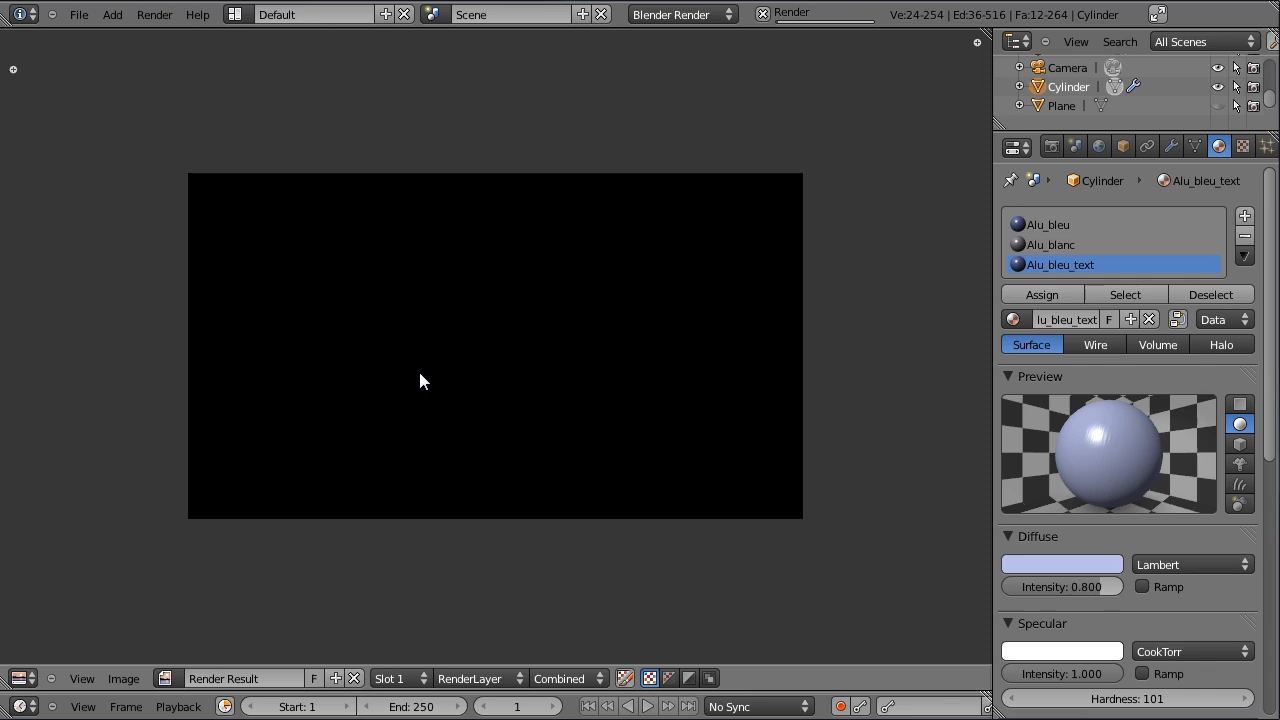 File Add Render Help Default Scene Blender Render Render Ve:24-254 | Ed:36-516 | Fa:12-264 | Cylinder
View Search All Scenes
Camera
Cylinder
Plane
Cylinder Alu_bleu_text
Alu_bleu
Alu_blanc
Alu_bleu_text
Assign Select Deselect
lu_bleu_text F Data
Surface Wire Volume Halo
Preview
Diffuse
Lambert
Intensity: 0.800 Ramp
Specular
CookTorr
Intensity: 1.000 Ramp
Hardness: 101
View Image Render Result F Slot 1 RenderLayer Combined
View Frame Playback Start: 1 End: 250 1 No Sync